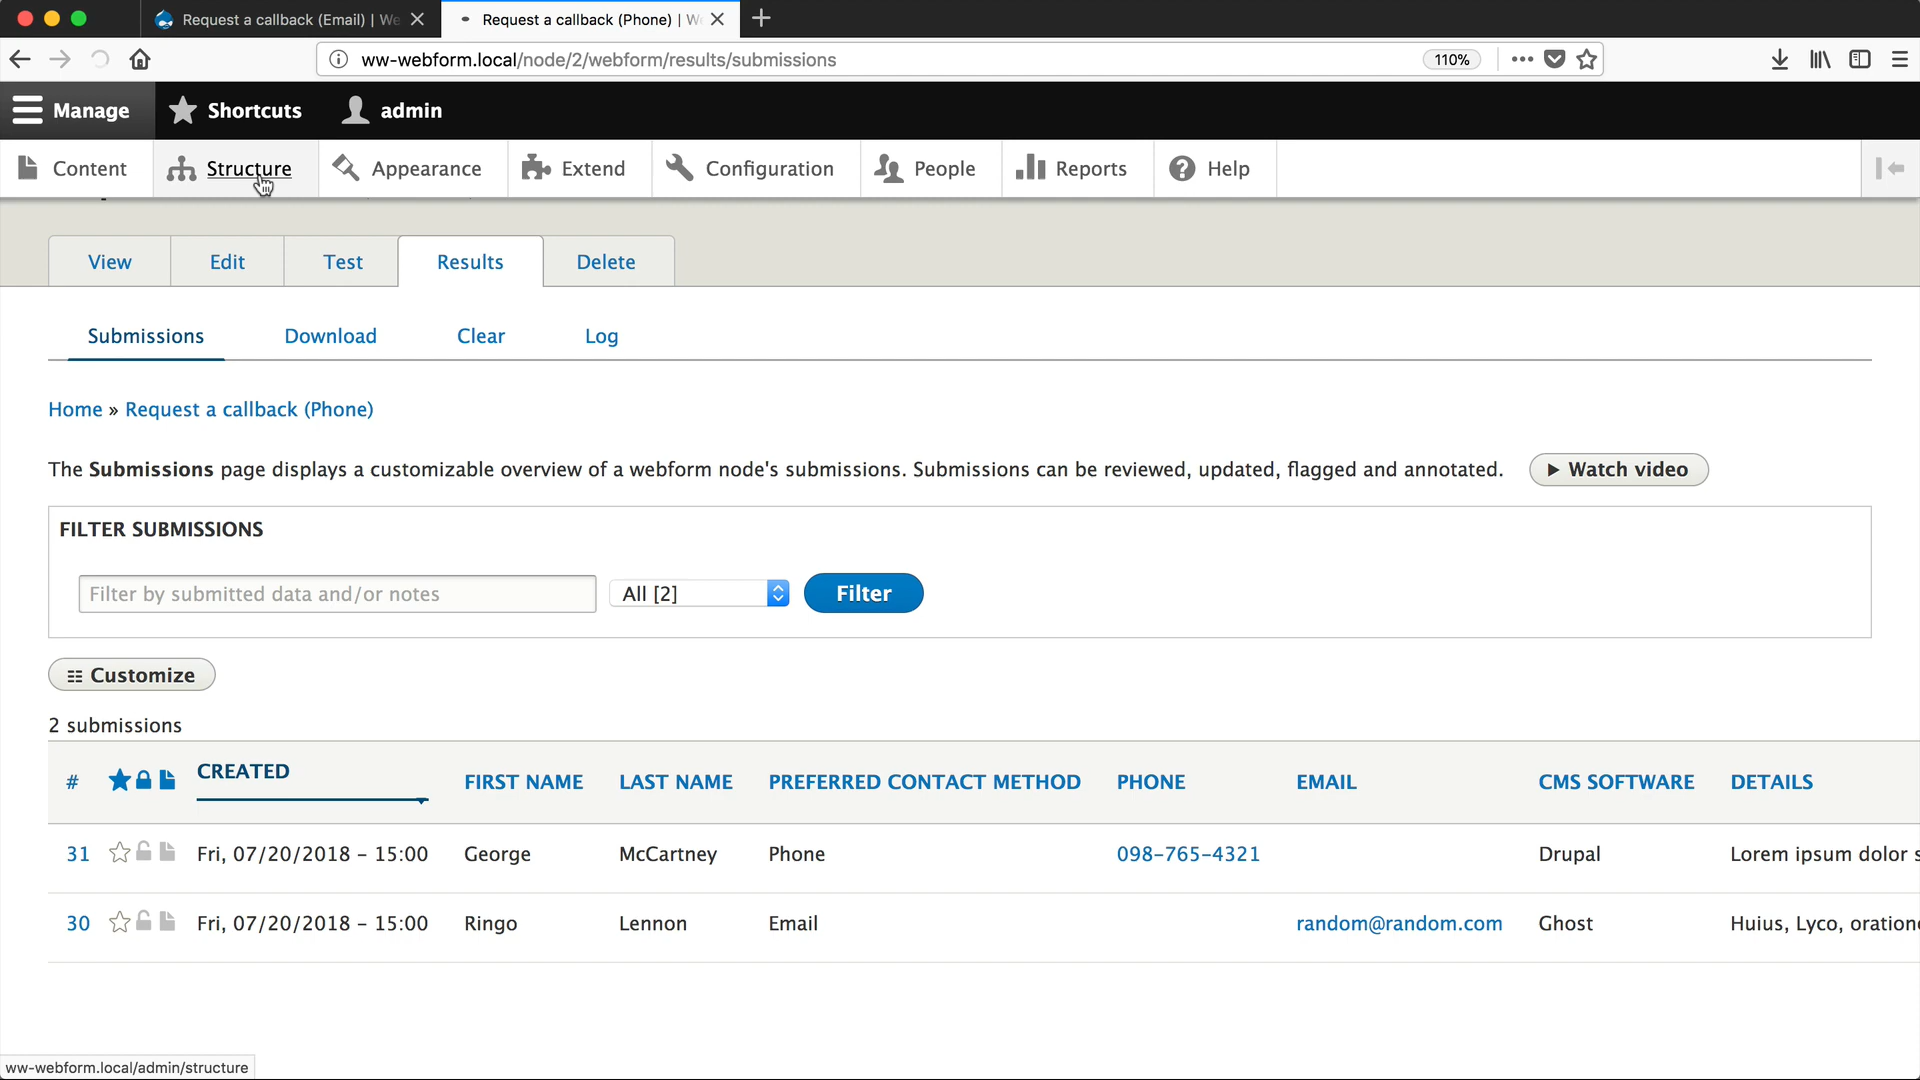 Request a callback (Email) | We
Request a callback (Phone) | We
ww-webform.local/node/2/webform/results/submissions
110%
Manage
Shortcuts
admin
Content
Structure
Appearance
Extend
Configuration
People
Reports
Help
View
Edit
Test
Results
Delete
Submissions
Download
Clear
Log
Home » Request a callback (Phone)
The Submissions page displays a customizable overview of a webform node's submissions. Submissions can be reviewed, updated, flagged and annotated.
Watch video
FILTER SUBMISSIONS
Filter by submitted data and/or notes
All [2]
Filter
Customize
2 submissions
# CREATED FIRST NAME LAST NAME PREFERRED CONTACT METHOD PHONE EMAIL CMS SOFTWARE DETAILS
31 Fri, 07/20/2018 - 15:00 George McCartney Phone 098-765-4321 Drupal Lorem ipsum dolor s
30 Fri, 07/20/2018 - 15:00 Ringo Lennon Email random@random.com Ghost Huius, Lyco, oratione
ww-webform.local/admin/structure